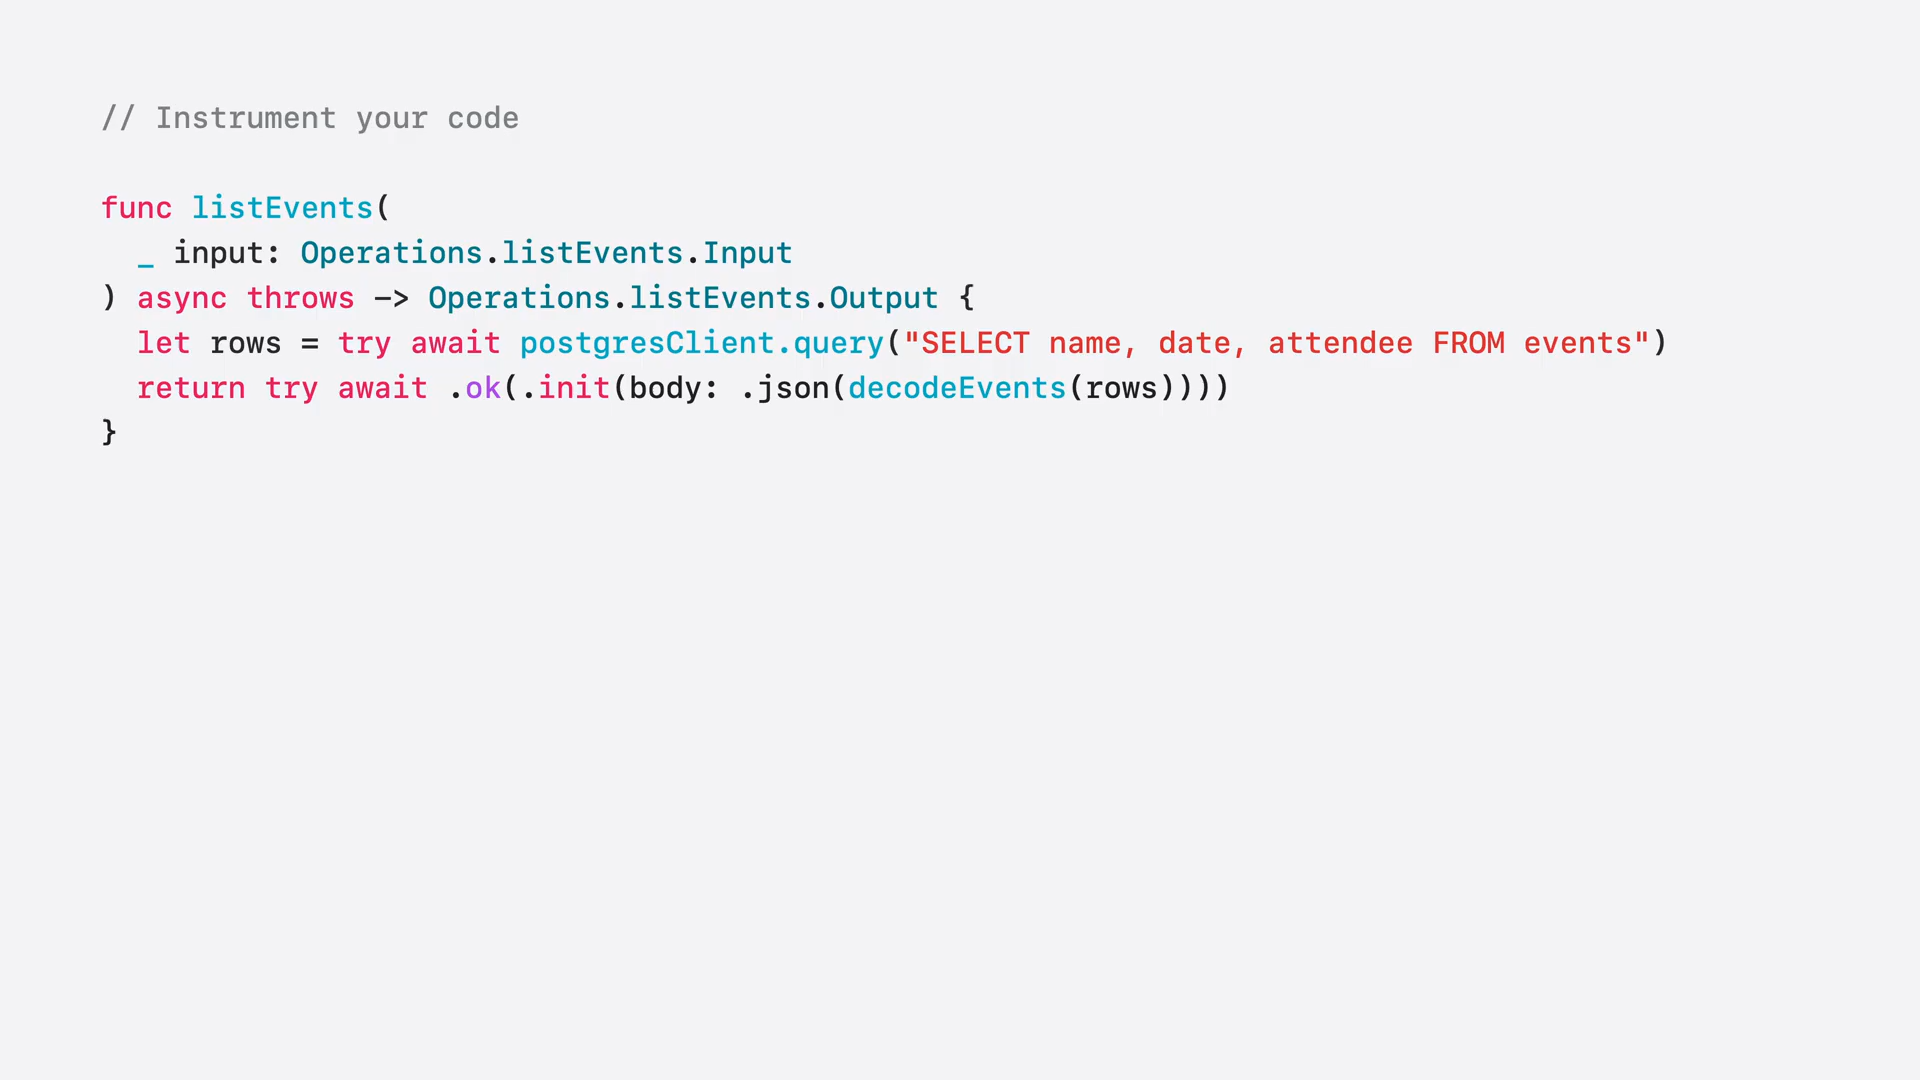 // Instrument your code
func listEvents(
_ input: Operations.listEvents.Input
) async throws -> Operations.listEvents.Output {
let rows = try await postgresClient.query("SELECT name, date, attendee FROM events")
return try await .ok(.init(body: .json(decodeEvents(rows))))
}